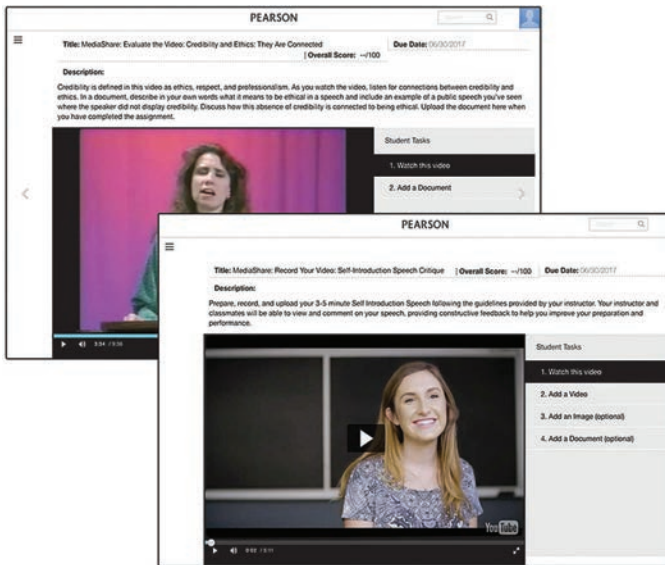 PEARSON
Search
Title: MediaShare: Evaluate the Video: Credibility and Ethics: They Are Connected
Due Date: 06/30/2017
| Overall Score: --/100
Description:
Credibility is defined in this video as ethics, respect, and professionalism. As you watch the video, listen for connections between credibility and
ethics. In a document, describe in your own words what it means to be ethical in a speech and include an example of a public speech you've seen
where the speaker did not display credibility. Discuss how this absence of credibility is connected to being ethical. Upload the document here when
you have completed the assignment.
Student Tasks
1. Watch this video
2. Add a Document
PEARSON
Title: MediaShare: Record Your Video: Self-Introduction Speech Critique | Overall Score: --/100 Due Date: 06/30/2017
Description:
Prepare, record, and upload your 3-5 minute Self Introduction Speech following the guidelines provided by your instructor. Your instructor and
classmates will be able to view and comment on your speech, providing constructive feedback to help you improve your preparation and
performance.
Student Tasks
1. Watch this video
2. Add a Video
3. Add an Image (optional)
4. Add a Document (optional)
YouTube